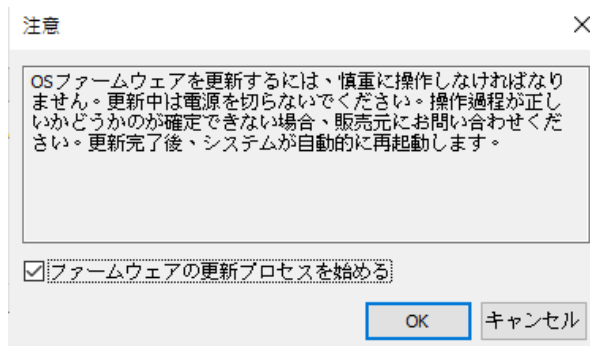 注意
OSファームウェアを更新するには、慎重に操作しなければなり
ません。更新中は電源を切らないでください。操作過程が正し
いかどうかのが確定できない場合、販売元にお問い合わせくだ
さい。更新完了後、システムが自動的に再起動します。
ファームウェアの更新プロセスを始める
OK
キャンセル